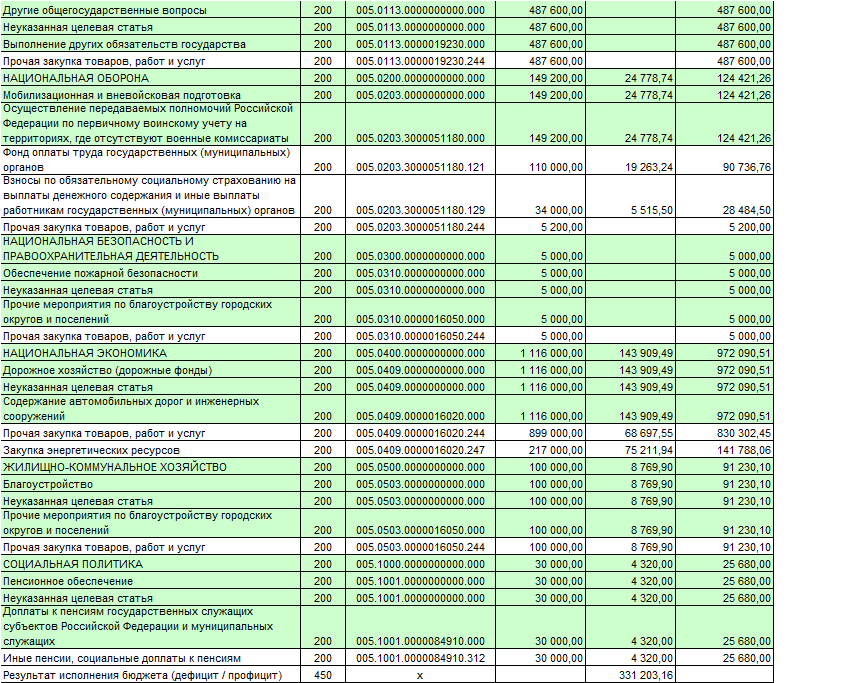 Другие общегосударственные вопросы 200 005.0113.0000000000.000 487 600,00 487 600,00
Неуказанная целевая статья 200 005.0113.0000000000.000 487 600,00 487 600,00
Выполнение других обязательств государства 200 005.0113.0000019230.000 487 600,00 487 600,00
Прочая закупка товаров, работ и услуг 200 005.0113.0000019230.244 487 600,00 487 600,00
НАЦИОНАЛЬНАЯ ОБОРОНА 200 005.0200.0000000000.000 149 200,00 24 778,74 124 421,26
Мобилизационная и вневойсковая подготовка 200 005.0203.0000000000.000 149 200,00 24 778,74 124 421,26
Осуществление передаваемых полномочий Российской
Федерации по первичному воинскому учету на
территориях, где отсутствуют военные комиссариаты 200 005.0203.3000051180.000 149 200,00 24 778,74 124 421,26
Фонд оплаты труда государственных (муниципальных)
органов 200 005.0203.3000051180.121 110 000,00 19 263,24 90 736,76
Взносы по обязательному социальному страхованию на
выплаты денежного содержания и иные выплаты
работникам государственных (муниципальных) органов 200 005.0203.3000051180.129 34 000,00 5 515,50 28 484,50
Прочая закупка товаров, работ и услуг 200 005.0203.3000051180.244 5 200,00 5 200,00
НАЦИОНАЛЬНАЯ БЕЗОПАСНОСТЬ И
ПРАВООХРАНИТЕЛЬНАЯ ДЕЯТЕЛЬНОСТЬ 200 005.0300.0000000000.000 5 000,00 5 000,00
Обеспечение пожарной безопасности 200 005.0310.0000000000.000 5 000,00 5 000,00
Неуказанная целевая статья 200 005.0310.0000000000.000 5 000,00 5 000,00
Прочие мероприятия по благоустройству городских
округов и поселений 200 005.0310.0000016050.000 5 000,00 5 000,00
Прочая закупка товаров, работ и услуг 200 005.0310.0000016050.244 5 000,00 5 000,00
НАЦИОНАЛЬНАЯ ЭКОНОМИКА 200 005.0400.0000000000.000 1 116 000,00 143 909,49 972 090,51
Дорожное хозяйство (дорожные фонды) 200 005.0409.0000000000.000 1 116 000,00 143 909,49 972 090,51
Неуказанная целевая статья 200 005.0409.0000000000.000 1 116 000,00 143 909,49 972 090,51
Содержание автомобильных дорог и инженерных
сооружений 200 005.0409.0000016020.000 1 116 000,00 143 909,49 972 090,51
Прочая закупка товаров, работ и услуг 200 005.0409.0000016020.244 899 000,00 68 697,55 830 302,45
Закупка энергетических ресурсов 200 005.0409.0000016020.247 217 000,00 75 211,94 141 788,06
ЖИЛИЩНО-КОММУНАЛЬНОЕ ХОЗЯЙСТВО 200 005.0500.0000000000.000 100 000,00 8 769,90 91 230,10
Благоустройство 200 005.0503.0000000000.000 100 000,00 8 769,90 91 230,10
Неуказанная целевая статья 200 005.0503.0000000000.000 100 000,00 8 769,90 91 230,10
Прочие мероприятия по благоустройству городских
округов и поселений 200 005.0503.0000016050.000 100 000,00 8 769,90 91 230,10
Прочая закупка товаров, работ и услуг 200 005.0503.0000016050.244 100 000,00 8 769,90 91 230,10
СОЦИАЛЬНАЯ ПОЛИТИКА 200 005.1000.0000000000.000 30 000,00 4 320,00 25 680,00
Пенсионное обеспечение 200 005.1001.0000000000.000 30 000,00 4 320,00 25 680,00
Неуказанная целевая статья 200 005.1001.0000000000.000 30 000,00 4 320,00 25 680,00
Доплаты к пенсиям государственных служащих
субъектов Российской Федерации и муниципальных
служащих 200 005.1001.0000084910.000 30 000,00 4 320,00 25 680,00
Иные пенсии, социальные доплаты к пенсиям 200 005.1001.0000084910.312 30 000,00 4 320,00 25 680,00
Результат исполнения бюджета (дефицит / профицит) 450 x 331 203,16